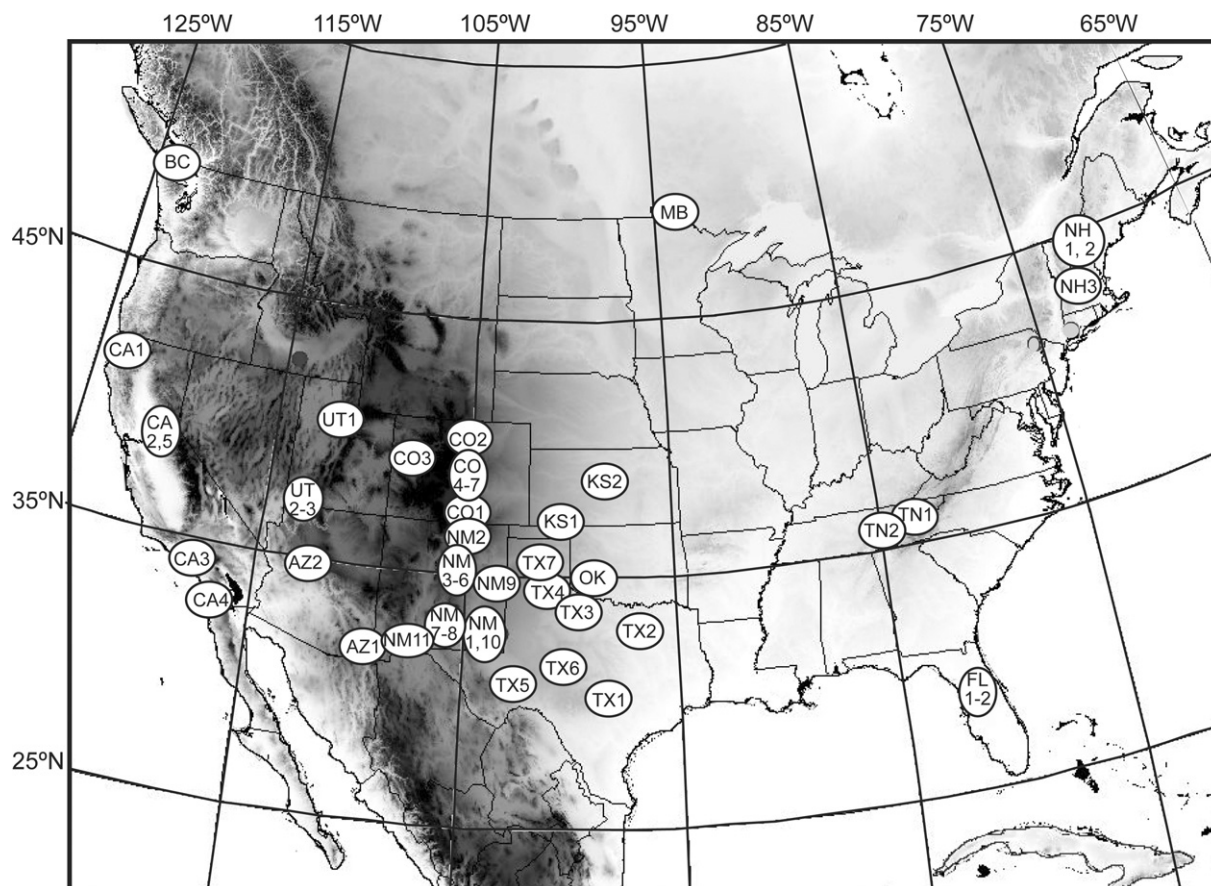 125ºW
115ºW
105ºW
95ºW
85ºW
75ºW
65ºW
BC
MB
45ºN
NH
1, 2
NH3
CA1
CA
2,5
UT1
CO2
CO3
CO
4-7
KS2
UT
2-3
35ºN
CO1
KS1
TN1
TN2
NM2
CA3
AZ2
NM
3-6
TX7
NM9
OK
TX4
CA4
TX3
NM
7-8
NM
1,10
TX2
AZ1
NM11
TX6
TX5
FL
1-2
TX1
25ºN